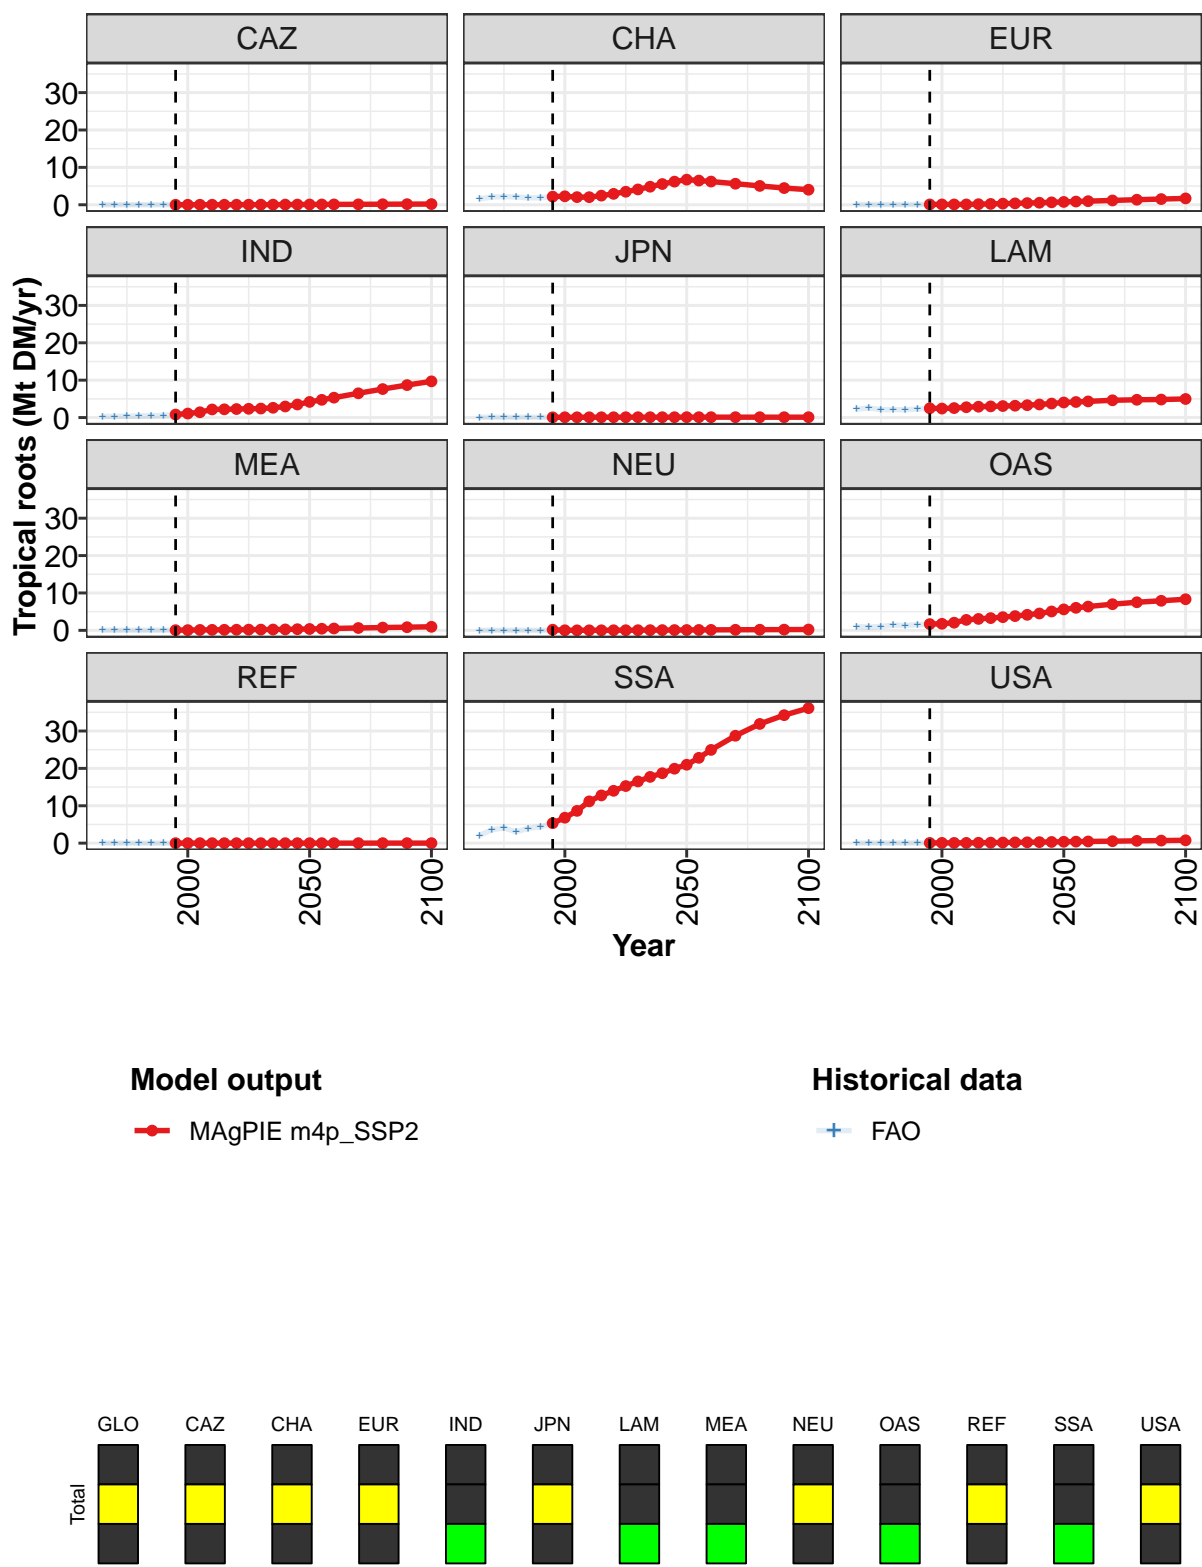 CAZ CHA EUR
30
20
10
0
IND JPN LAM
30
20
10
0
MEA NEU OAS
30
20
10
0
REF SSA USA
30
20
10
0
Tropical roots (Mt DM/yr)
2000 2050 2100 2000 2050 2100 2000 2050 2100
Year
Model output Historical data
MAgPIE m4p_SSP2 FAO
GLO CAZ CHA EUR IND JPN LAM MEA NEU OAS REF SSA USA
Total